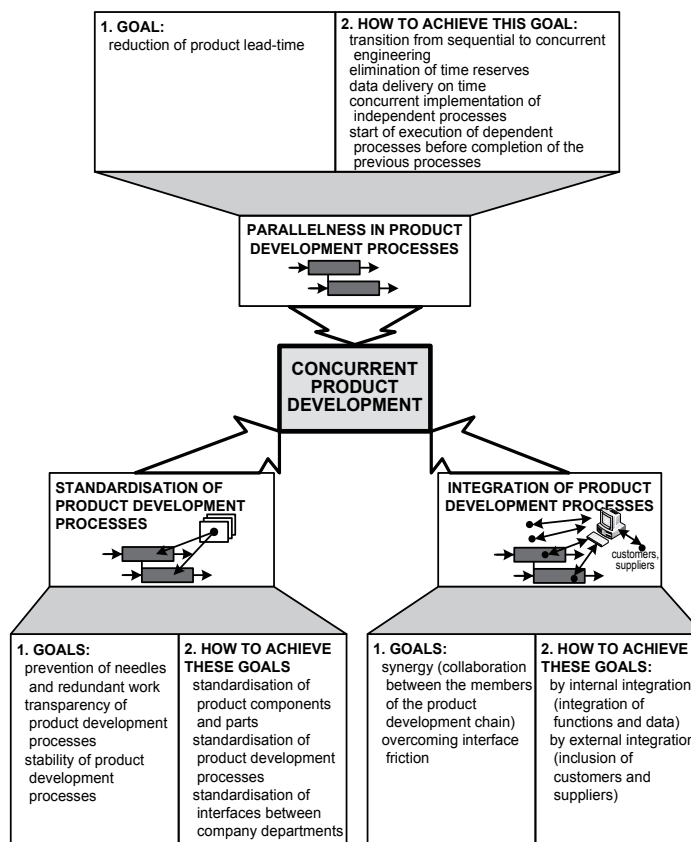 1. GOAL:
reduction of product lead-time
2. HOW TO ACHIEVE THIS GOAL:
transition from sequential to concurrent
engineering
elimination of time reserves
data delivery on time
concurrent implementation of
independent processes
start of execution of dependent
processes before completion of the
previous processes
PARALLELNESS IN PRODUCT
DEVELOPMENT PROCESSES
CONCURRENT
PRODUCT
DEVELOPMENT
STANDARDISATION OF
PRODUCT DEVELOPMENT
PROCESSES
INTEGRATION OF PRODUCT
DEVELOPMENT PROCESSES
customers,
suppliers
1. GOALS:
prevention of needles
and redundant work
transparency of
product development
processes
stability of product
development
processes
2. HOW TO ACHIEVE
THESE GOALS
standardisation of
product components
and parts
standardisation of
product development
processes
standardisation of
interfaces between
company departments
1. GOALS:
synergy (collaboration
between the members
of the product
development chain)
overcoming interface
friction
2. HOW TO ACHIEVE
THESE GOALS:
by internal integration
(integration of
functions and data)
by external integration
(inclusion of
customers and
suppliers)